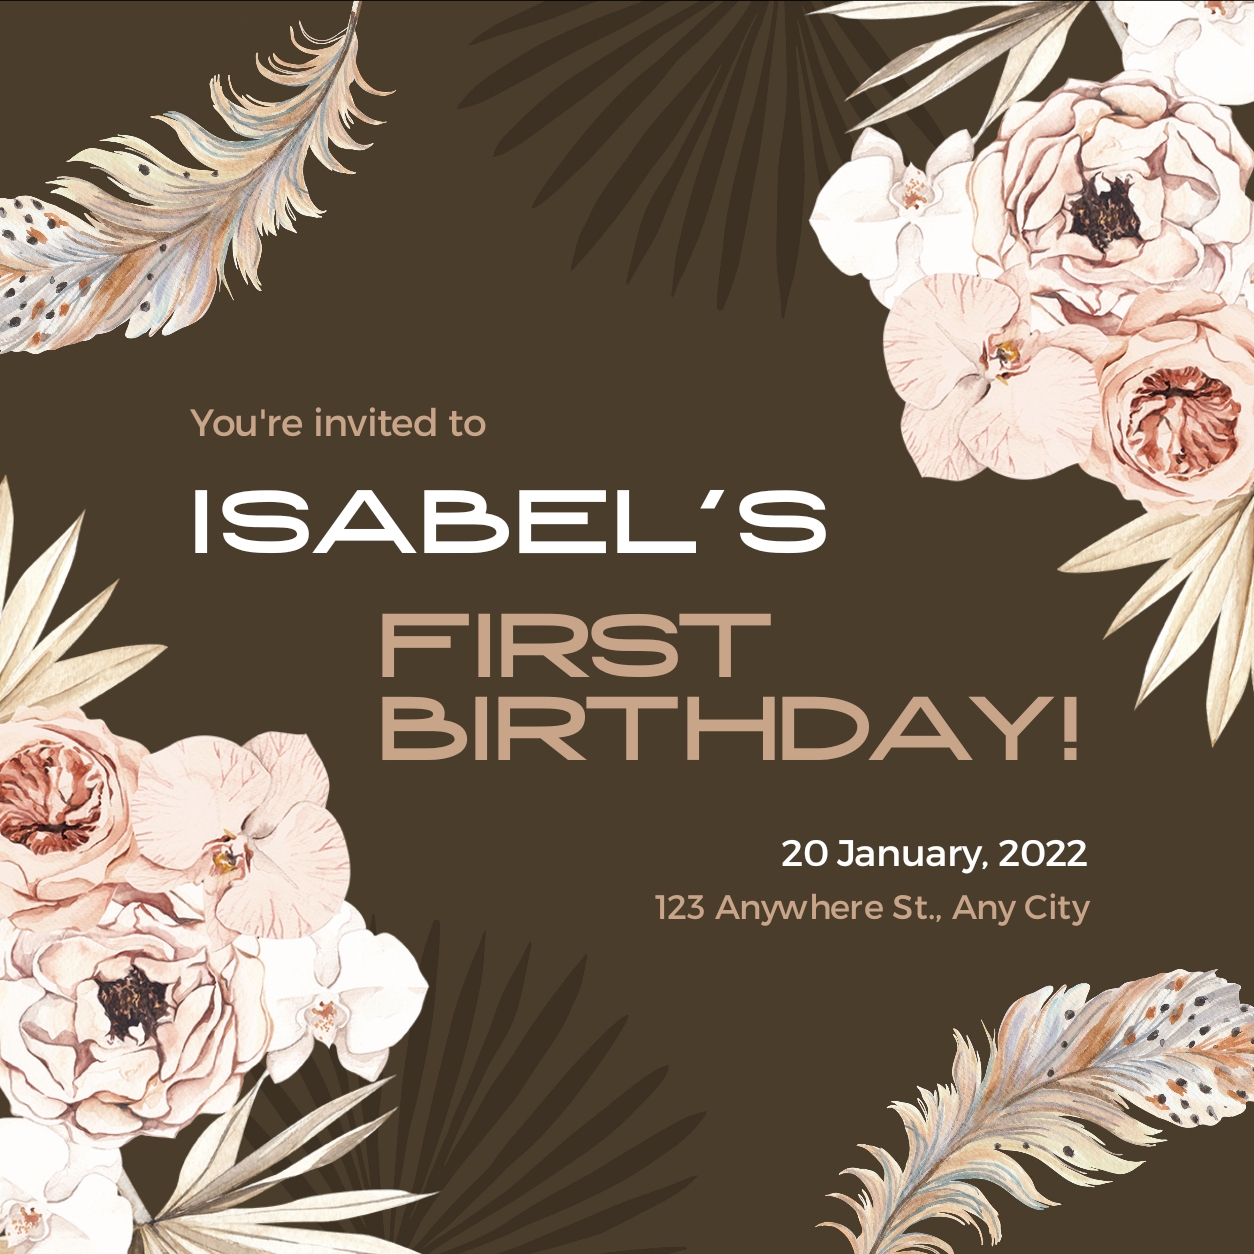 You're invited to
ISABEL'S
FIRST
BIRTHDAY!
20 January, 2022
123 Anywhere St., Any City